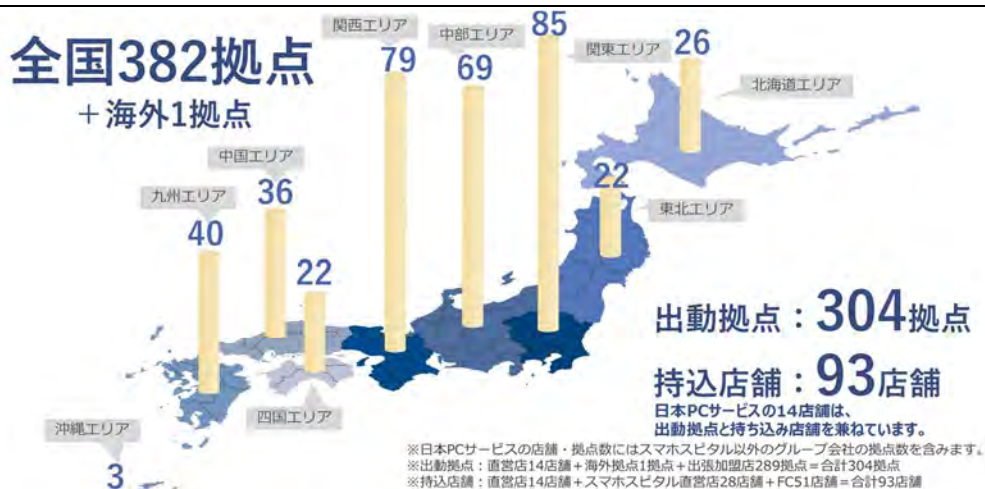 全国382拠点
＋海外1拠点
関西エリア
79
中部エリア
69
85
関東エリア
26
北海道エリア
中国エリア
36
九州エリア
40
22
22
東北エリア
四国エリア
沖縄エリア
3
出動拠点：304拠点
持込店舗：93店舗
日本PCサービスの14店舗は、
出動拠点と持ち込み店舗を兼ねています。
※日本PCサービスの店舗・拠点数にはスマホスピタル以外のグループ会社の拠点数を含みます。
※出動拠点：直営店14店舗＋海外拠点1拠点＋出張加盟店289拠点＝合計304拠点
※持込店舗：直営店14店舗＋スマホスピタル直営店28店舗＋FC51店舗＝合計93店舗